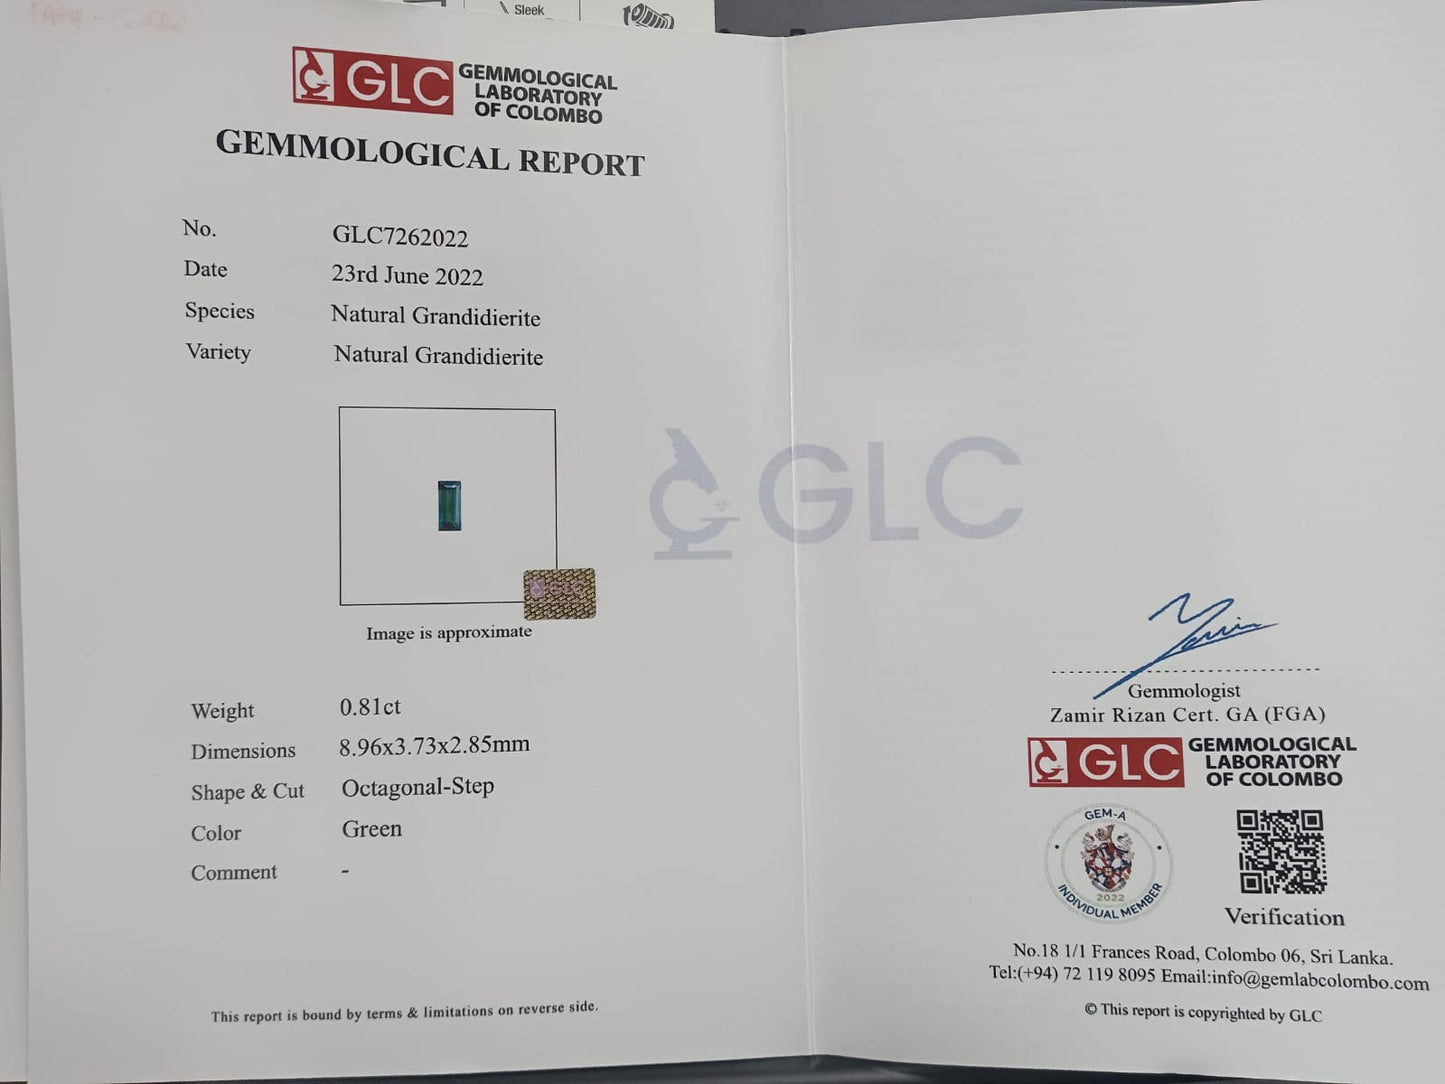 Sleek
GLC GEMMOLOGICAL
LABORATORY
OF COLOMBO
GEMMOLOGICAL REPORT
No. GLC7262022
Date 23rd June 2022
Species Natural Grandidierite
Variety Natural Grandidierite
GLC
Image is approximate
Weight 0.81ct
Dimensions 8.96x3.73x2.85mm
Shape & Cut Octagonal-Step
Color Green
Comment -
This report is bound by terms & limitations on reverse side.
GLC
Gemmologist
Zamir Rizan Cert. GA (FGA)
GLC GEMMOLOGICAL
LABORATORY
OF COLOMBO
GEM-A
2022
INDIVIDUAL MEMBER
Verification
No.18 1/1 Frances Road, Colombo 06, Sri Lanka.
Tel:(+94) 72 119 8095 Email:info@gemlabcolombo.com
© This report is copyrighted by GLC